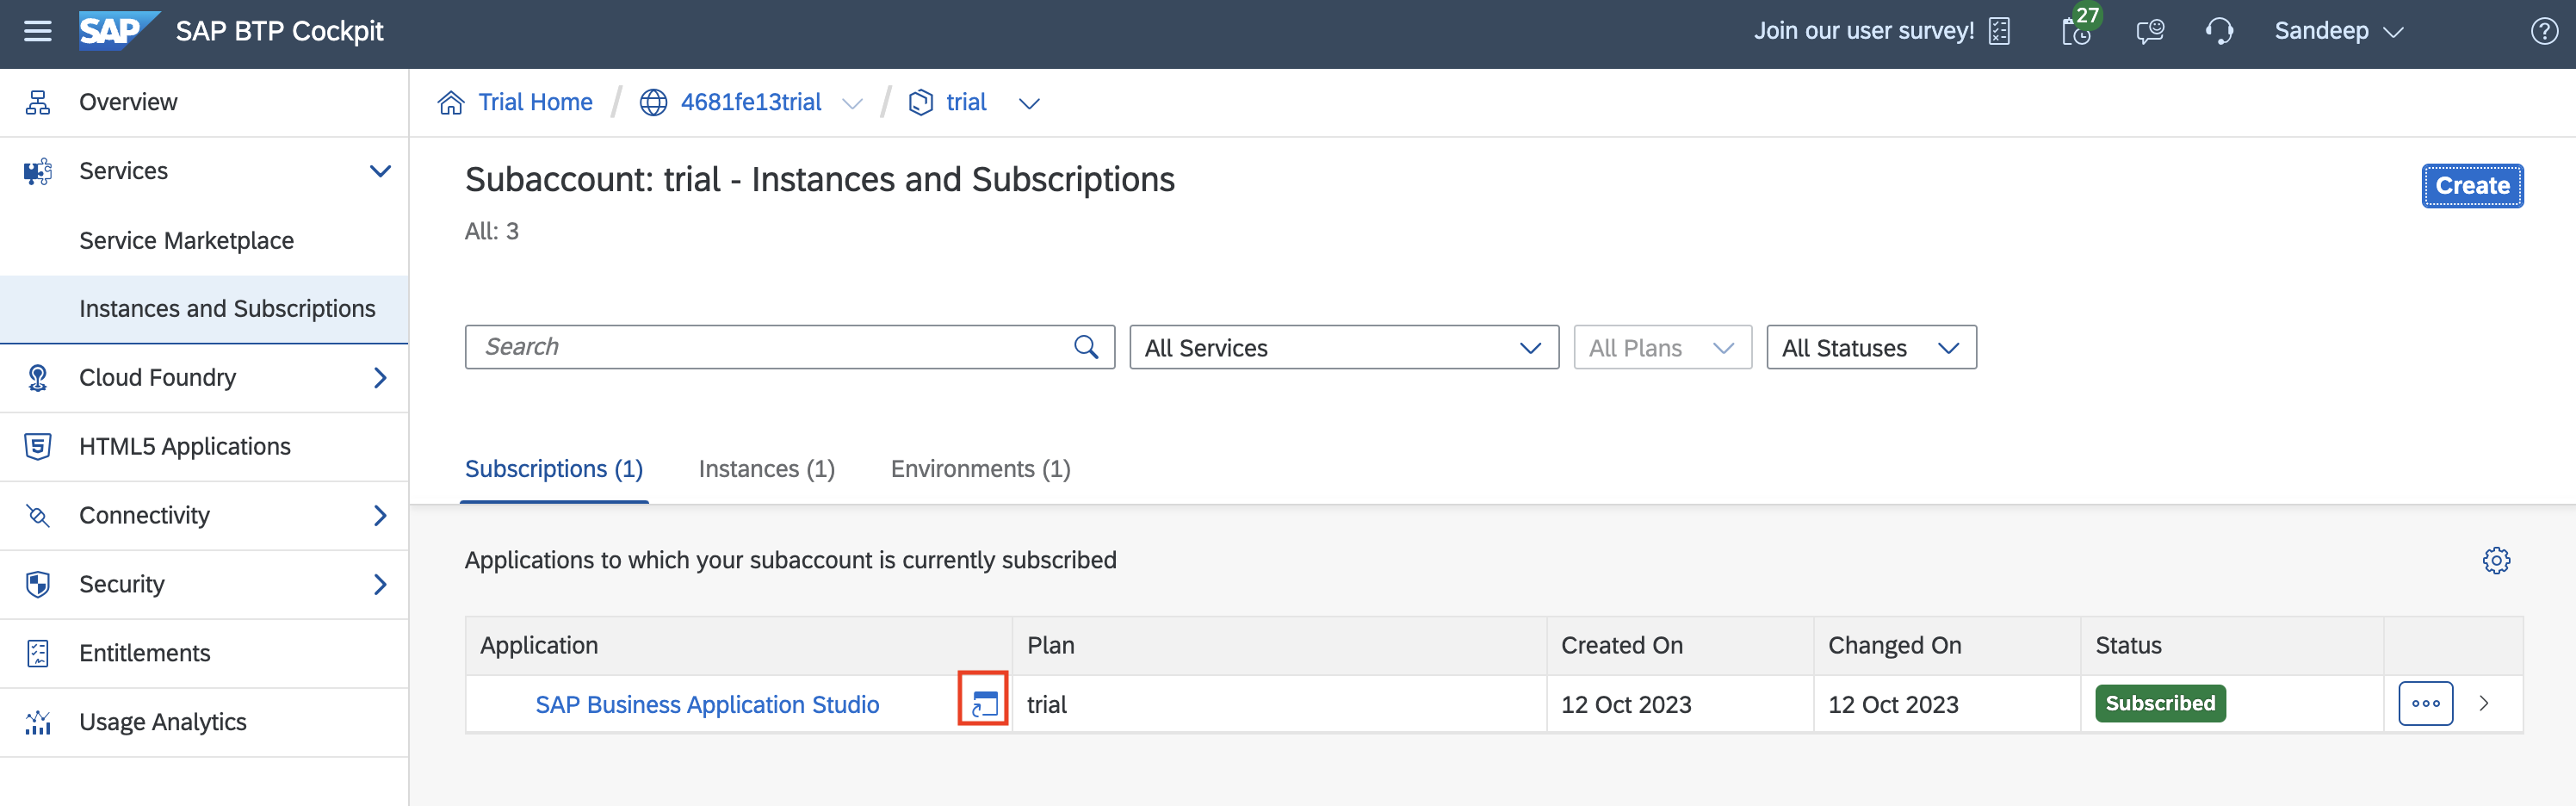 SAP SAP BTP Cockpit Join our user survey! 27 Sandeep
Overview
Services
Service Marketplace
Instances and Subscriptions
Cloud Foundry
HTML5 Applications
Connectivity
Security
Entitlements
Usage Analytics
Trial Home / 4681fe13trial / trial
Subaccount: trial - Instances and Subscriptions
Create
All: 3
Search All Services All Plans All Statuses
Subscriptions (1) Instances (1) Environments (1)
Applications to which your subaccount is currently subscribed
Application Plan Created On Changed On Status
SAP Business Application Studio trial 12 Oct 2023 12 Oct 2023 Subscribed